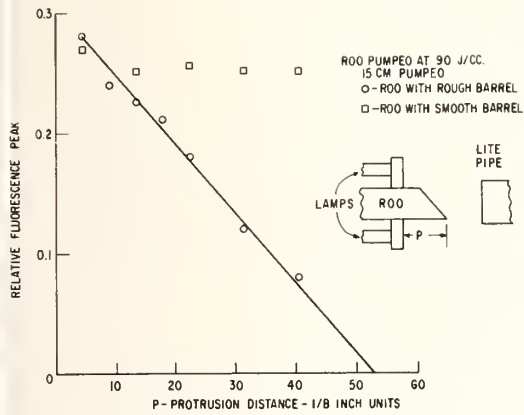 0.3
0.2
0.1
0
RELATIVE FLUORESCENCE PEAK
10
20
30
40
50
60
P-PROTRUSION DISTANCE - 1/8 INCH UNITS
ROD PUMPED AT 90 J/CC.
15 CM PUMPED
O-ROD WITH ROUGH BARREL
□-ROD WITH SMOOTH BARREL
LITE
PIPE
LAMPS
ROD
P